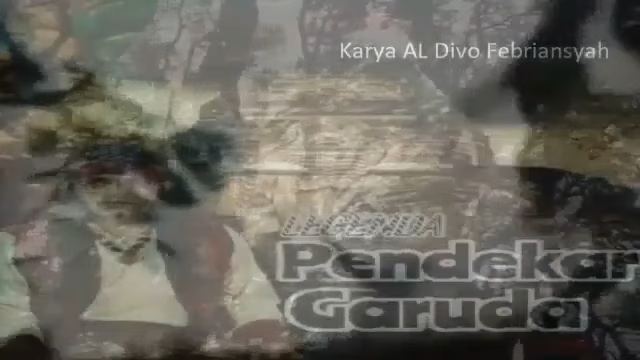 Karya AL Divo Febriansyah
LEGENDA
Pendekar
Garuda